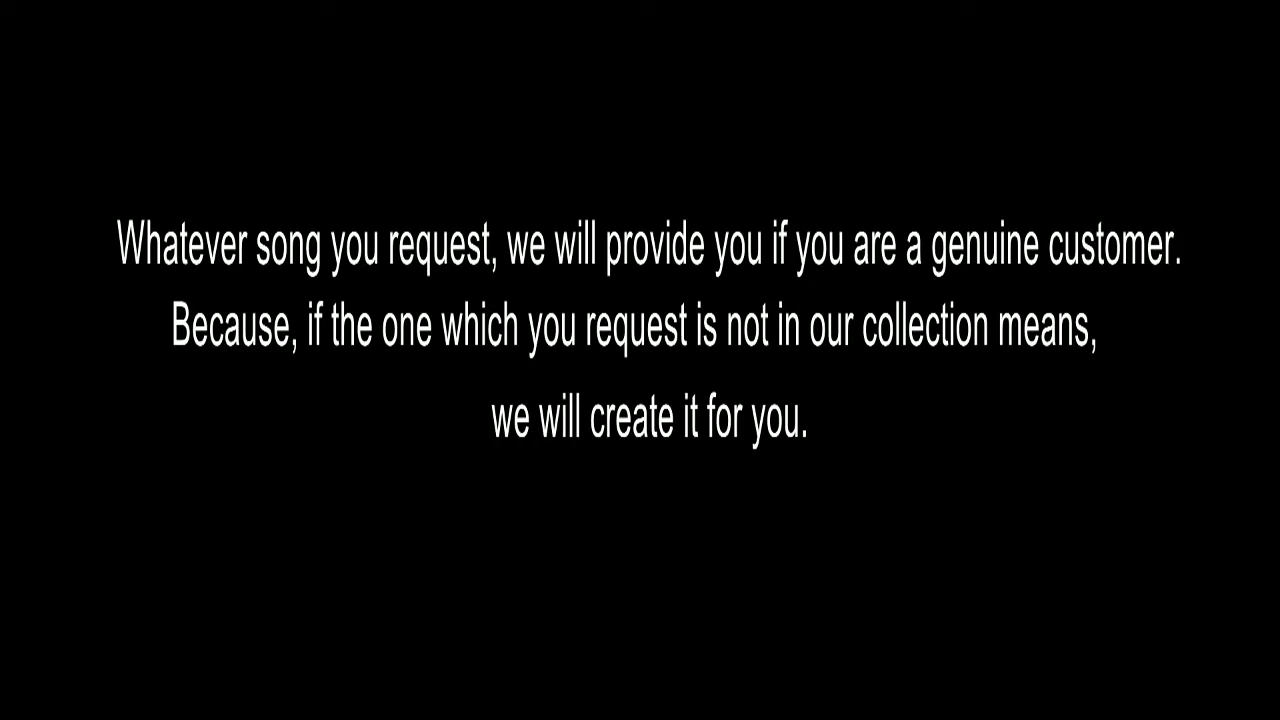 Whatever song you request, we will provide you if you are a genuine customer.
Because, if the one which you request is not in our collection means,
we will create it for you.